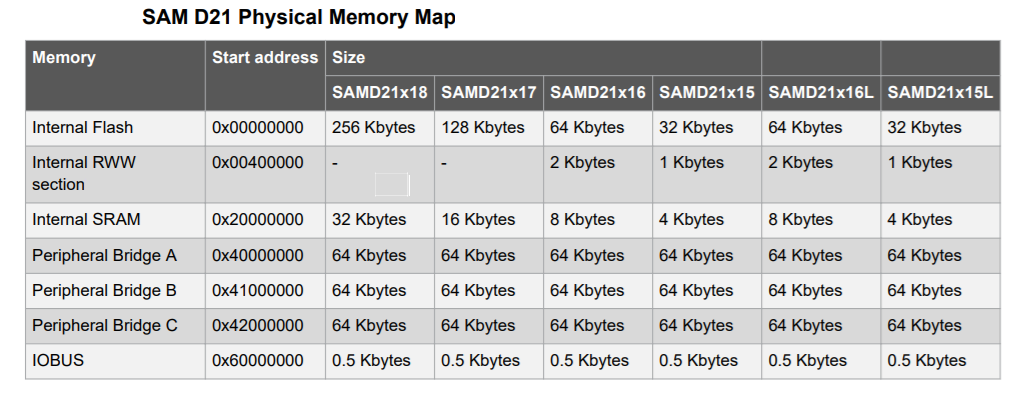 SAM D21 Physical Memory Map
Memory Start address Size
SAMD21x18 SAMD21x17 SAMD21x16 SAMD21x15 SAMD21x16L SAMD21x15L
Internal Flash 0x00000000 256 Kbytes 128 Kbytes 64 Kbytes 32 Kbytes 64 Kbytes 32 Kbytes
Internal RWW 0x00400000 - - 2 Kbytes 1 Kbytes 2 Kbytes 1 Kbytes
section
Internal SRAM 0x20000000 32 Kbytes 16 Kbytes 8 Kbytes 4 Kbytes 8 Kbytes 4 Kbytes
Peripheral Bridge A 0x40000000 64 Kbytes 64 Kbytes 64 Kbytes 64 Kbytes 64 Kbytes 64 Kbytes
Peripheral Bridge B 0x41000000 64 Kbytes 64 Kbytes 64 Kbytes 64 Kbytes 64 Kbytes 64 Kbytes
Peripheral Bridge C 0x42000000 64 Kbytes 64 Kbytes 64 Kbytes 64 Kbytes 64 Kbytes 64 Kbytes
IOBUS 0x60000000 0.5 Kbytes 0.5 Kbytes 0.5 Kbytes 0.5 Kbytes 0.5 Kbytes 0.5 Kbytes